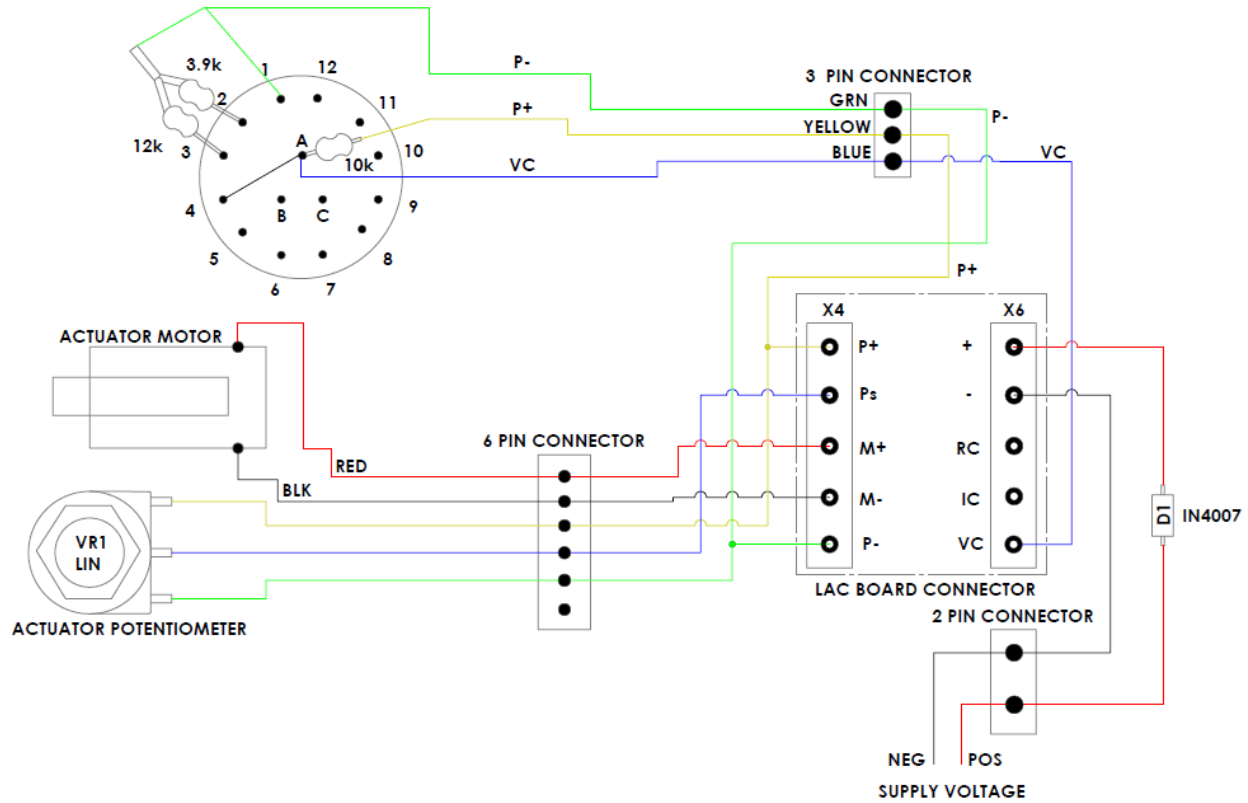 3.9k
12k
1
12
2
11
3
A
10
10k
4
B
C
9
5
8
6
7
P-
P+
VC
3 PIN CONNECTOR
GRN
YELLOW
BLUE
P-
VC
P+
ACTUATOR MOTOR
RED
BLK
VR1
LIN
ACTUATOR POTENTIOMETER
6 PIN CONNECTOR
X4
X6
P+
+
Ps
-
M+
RC
M-
IC
P-
VC
LAC BOARD CONNECTOR
D1
IN4007
2 PIN CONNECTOR
NEG
POS
SUPPLY VOLTAGE